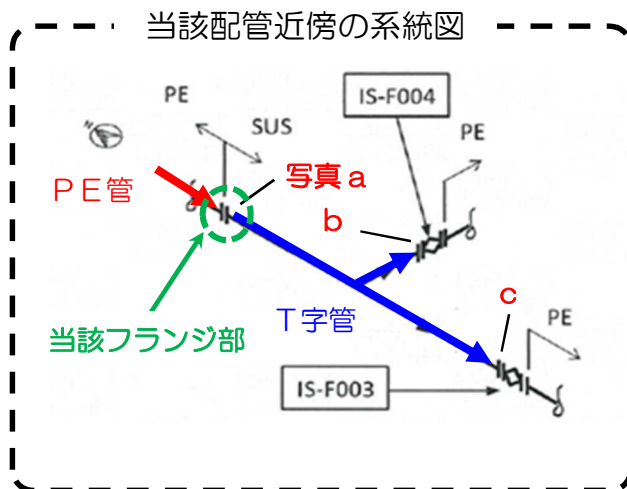 当該配管近傍の系統図
PE
SUS
IS-F004
PE
N
PE管
写真a
b
当該フランジ部
T字管
c
PE
IS-F003